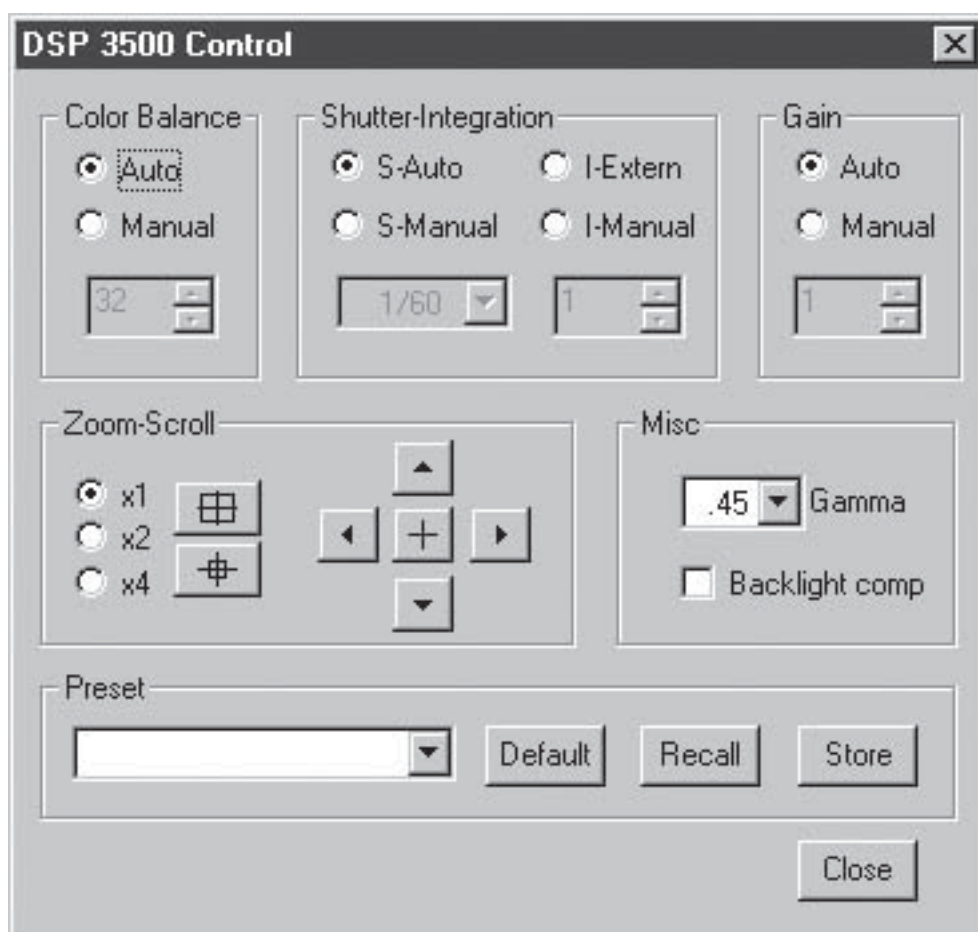 DSP 3500 Control
Color Balance
Auto
Manual
32
Shutter-Integration
S-Auto
I-Extern
S-Manual
I-Manual
1/60
1
Gain
Auto
Manual
1
Zoom-Scroll
x1
x2
x4
Misc
.45 Gamma
Backlight comp
Preset
Default
Recall
Store
Close